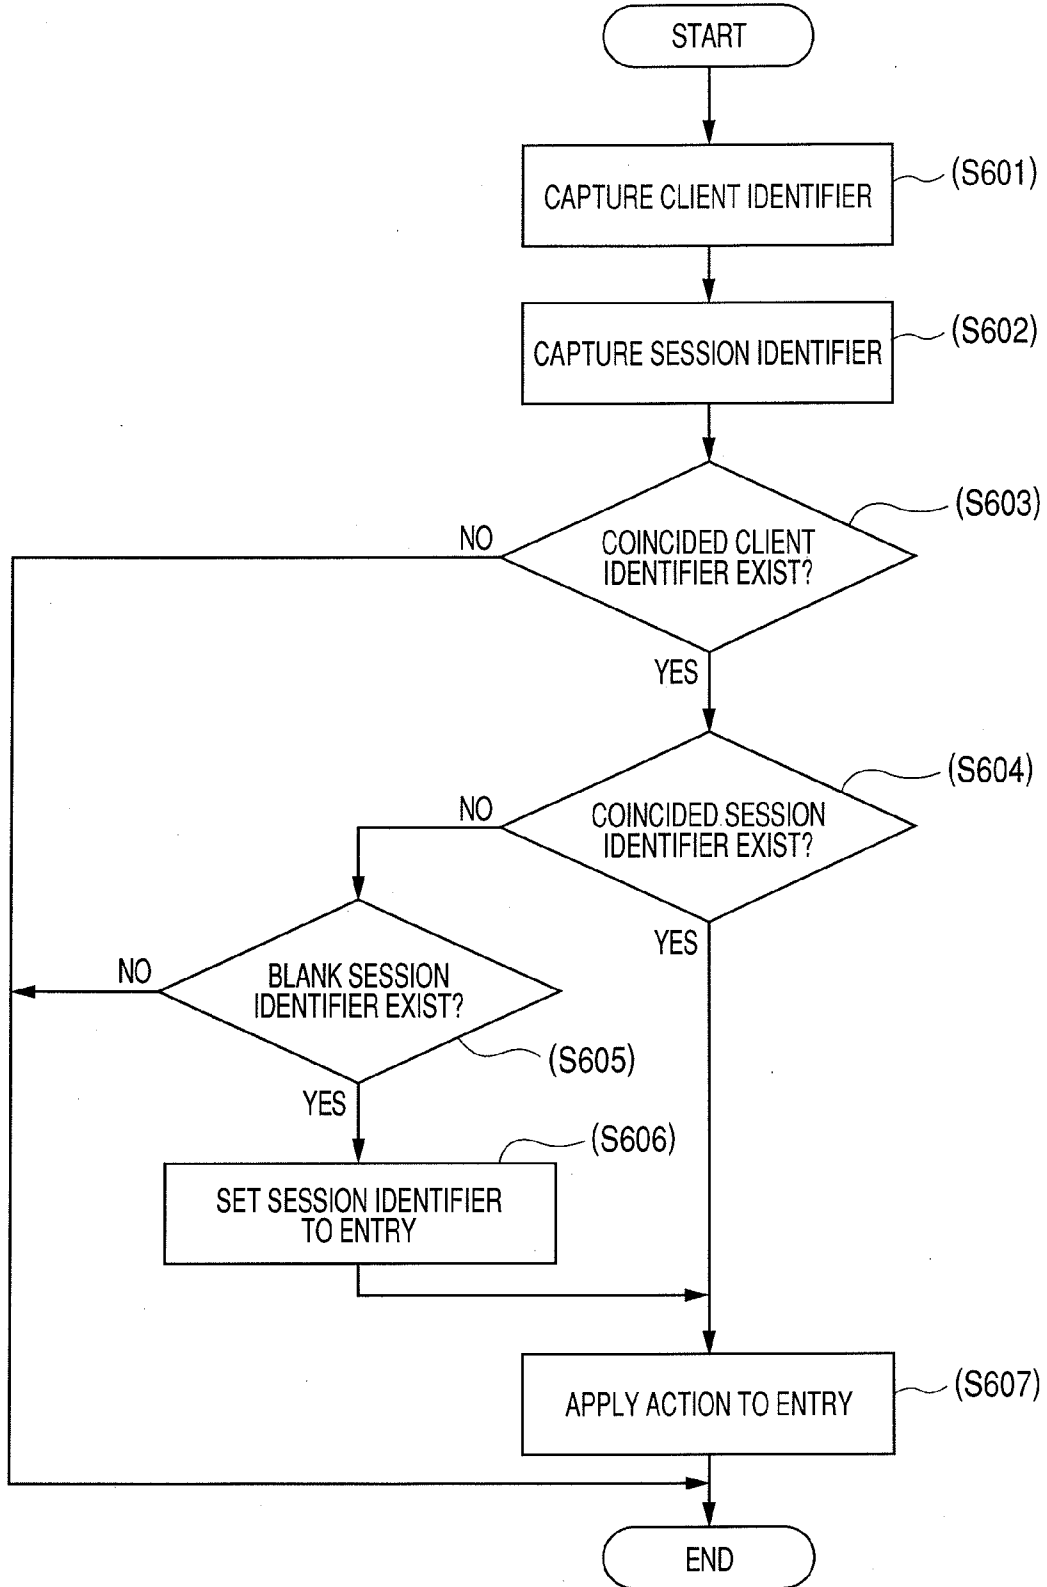 START
CAPTURE CLIENT IDENTIFIER
(S601)
CAPTURE SESSION IDENTIFIER
(S602)
COINCIDED CLIENT
IDENTIFIER EXIST?
(S603)
NO
YES
COINCIDED SESSION
IDENTIFIER EXIST?
(S604)
NO
YES
BLANK SESSION
IDENTIFIER EXIST?
(S605)
NO
YES
SET SESSION IDENTIFIER
TO ENTRY
(S606)
APPLY ACTION TO ENTRY
(S607)
END